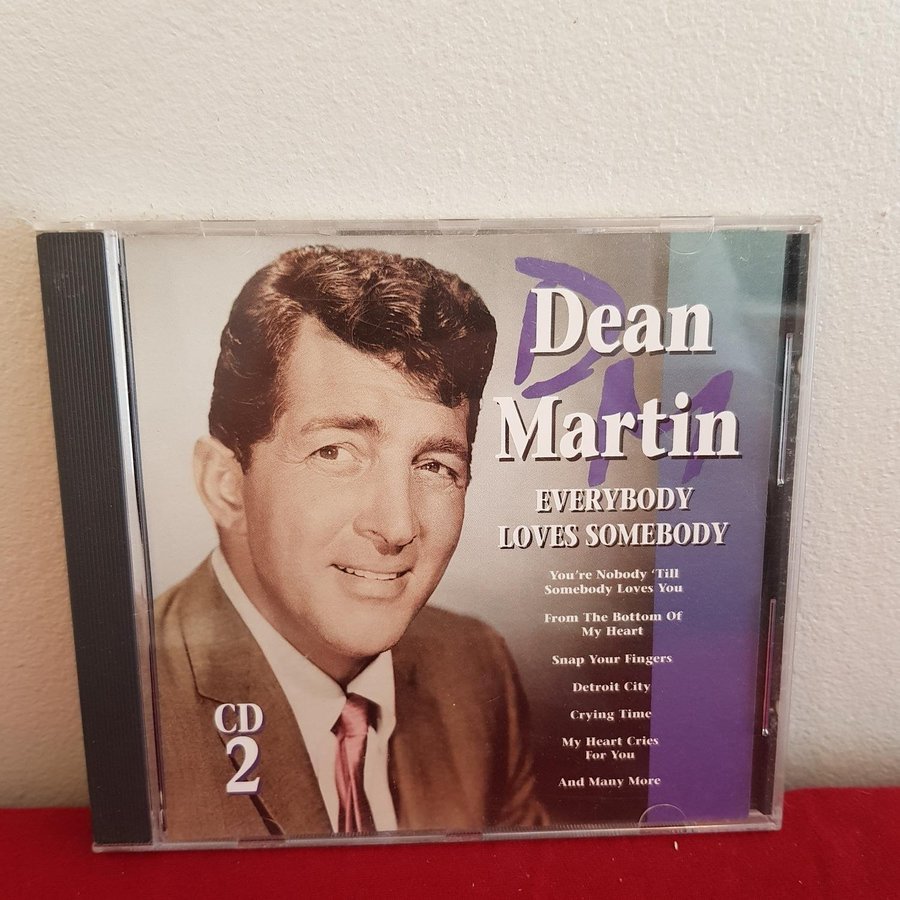 DM
Dean
Martin
EVERYBODY
LOVES SOMEBODY
You're Nobody 'Till
Somebody Loves You
From The Bottom Of
My Heart
Snap Your Fingers
Detroit City
Crying Time
My Heart Cries
For You
And Many More
CD
2